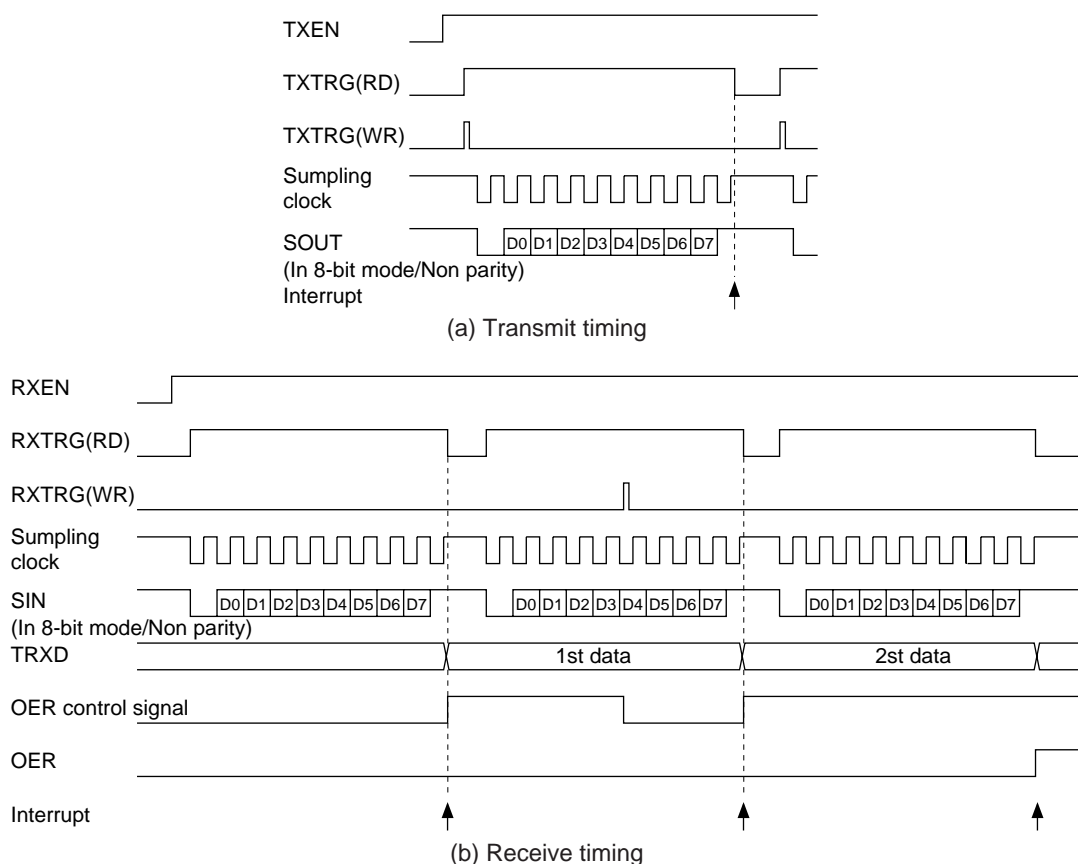 TXEN
TXTRG(RD)
TXTRG(WR)
Sumpling
clock
SOUT
D0 D1 D2 D3 D4 D5 D6 D7
(In 8-bit mode/Non parity)
Interrupt
(a) Transmit timing
RXEN
RXTRG(RD)
RXTRG(WR)
Sumpling
clock
SIN
D0 D1 D2 D3 D4 D5 D6 D7 D0 D1 D2 D3 D4 D5 D6 D7 D0 D1 D2 D3 D4 D5 D6 D7
(In 8-bit mode/Non parity)
TRXD 1st data 2st data
OER control signal
OER
Interrupt
(b) Receive timing